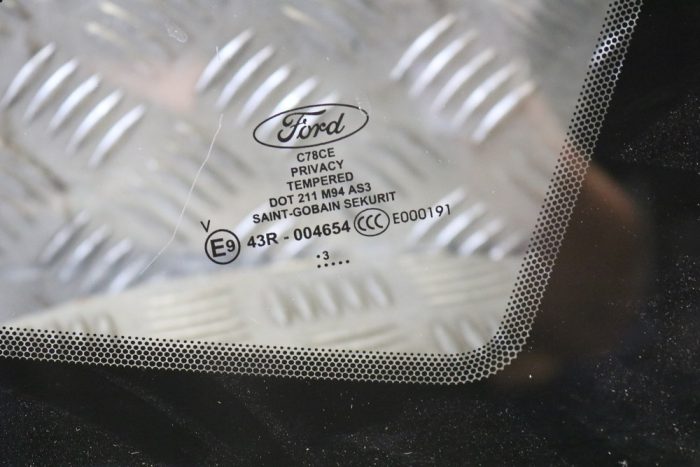 Ford
C78CE
PRIVACY
TEMPERED
DOT 211 M94 AS3
SAINT-GOBAIN SEKURIT
V
E9 43R - 004654 CCC E000191
.3
:....